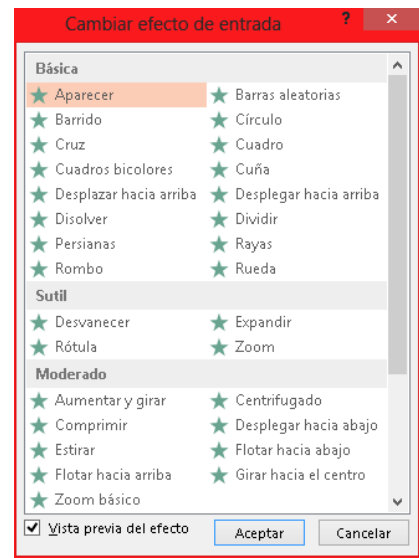 Cambiar efecto de entrada ? ×
Básica
Aparecer Barras aleatorias
Barrido Círculo
Cruz Cuadro
Cuadros bicolores Cuña
Desplazar hacia arriba Desplegar hacia arriba
Disolver Dividir
Persianas Rayas
Rombo Rueda
Sutil
Desvanecer Expandir
Rótula Zoom
Moderado
Aumentar y girar Centrifugado
Comprimir Desplegar hacia abajo
Estirar Flotar hacia abajo
Flotar hacia arriba Girar hacia el centro
Zoom básico
Vista previa del efecto Aceptar Cancelar